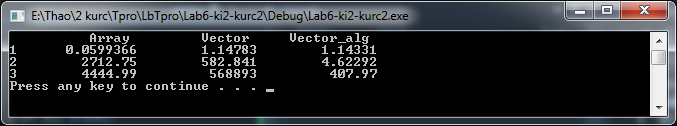 E:\Thao\2 kurc\Tpro\LbTpro\Lab6-ki2-kurc2\Debug\Lab6-ki2-kurc2.exe
Array Vector Vector_alg
1 0.0599366 1.14783 1.14331
2 2712.75 582.841 4.62292
3 4444.99 568893 407.97
Press any key to continue . . .